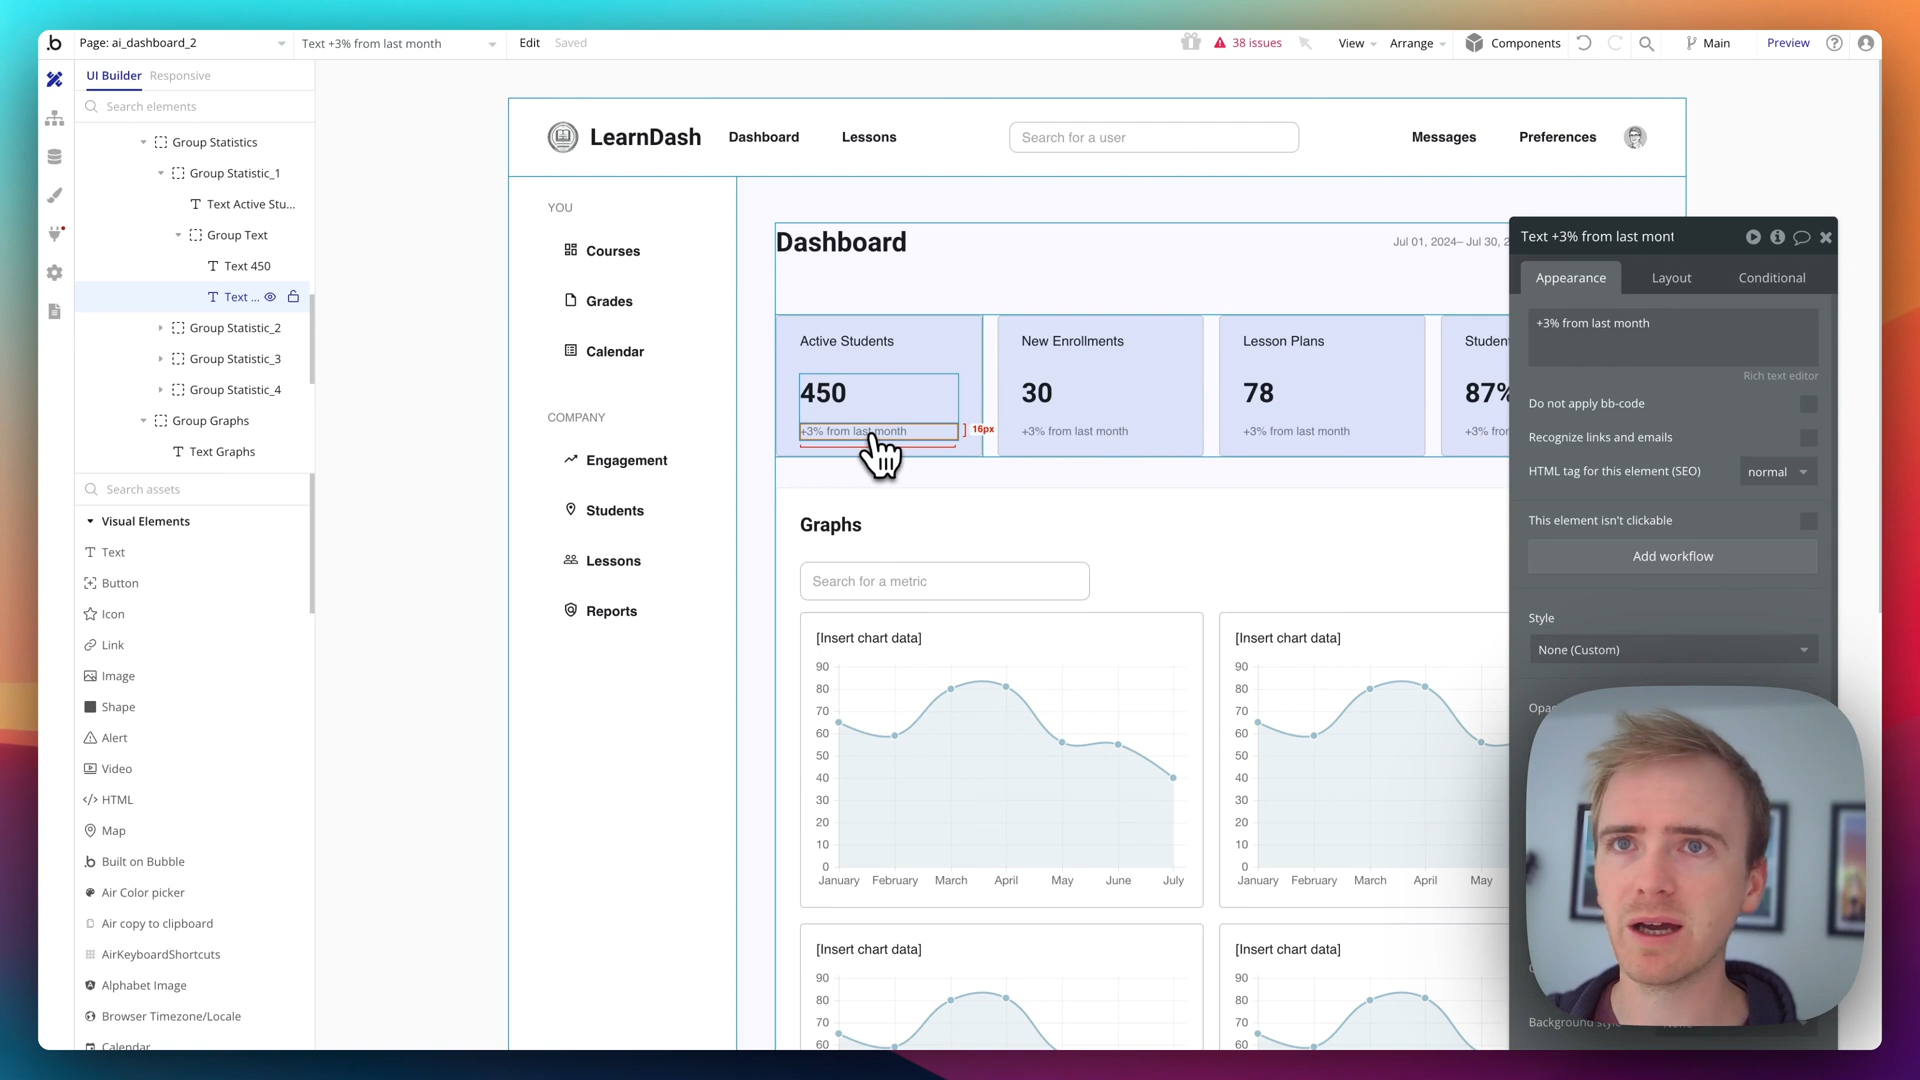 Page: ai_dashboard_2
Text +3% from last month
Edit
Saved
38 issues
View
Arrange
Components
Main
Preview
UI Builder
Responsive
Search elements
Group Statistics
Group Statistic_1
Text Active Stu...
Group Text
Text 450
Text ...
Group Statistic_2
Group Statistic_3
Group Statistic_4
Group Graphs
Text Graphs
Search assets
Visual Elements
Text
Button
Icon
Link
Image
Shape
Alert
Video
HTML
Map
Built on Bubble
Air Color picker
Air copy to clipboard
AirKeyboardShortcuts
Alphabet Image
Browser Timezone/Locale
Calendar
LearnDash
Dashboard
Lessons
Search for a user
Messages
Preferences
YOU
Courses
Grades
Calendar
COMPANY
Engagement
Students
Lessons
Reports
Dashboard
Jul 01, 2024– Jul 30, 2
Active Students
450
+3% from last month
16px
New Enrollments
30
+3% from last month
Lesson Plans
78
+3% from last month
Studen
87%
+3% fror
Graphs
Search for a metric
[Insert chart data]
90
80
70
60
50
40
30
20
10
0
January February March April May June July
[Insert chart data]
90
80
70
60
50
40
30
20
10
0
January February March April May
[Insert chart data]
90
80
70
60
[Insert chart data]
90
80
70
60
Text +3% from last mont
Appearance
Layout
Conditional
+3% from last month
Rich text editor
Do not apply bb-code
Recognize links and emails
HTML tag for this element (SEO)
normal
This element isn't clickable
Add workflow
Style
None (Custom)
Opac
Background style